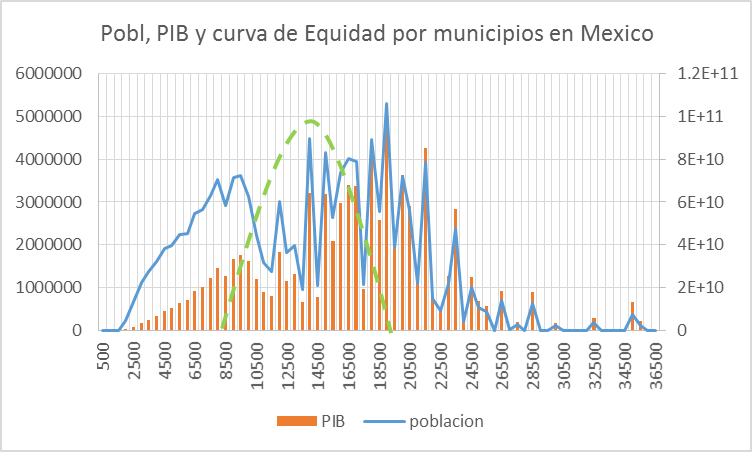 Pobl, PIB y curva de Equidad por municipios en Mexico
6000000
5000000
4000000
3000000
2000000
1000000
0
1.2E+11
1E+11
8E+10
6E+10
4E+10
2E+10
0
500 2500 4500 6500 8500 10500 12500 14500 16500 18500 20500 22500 24500 26500 28500 30500 32500 34500 36500
PIB poblacion